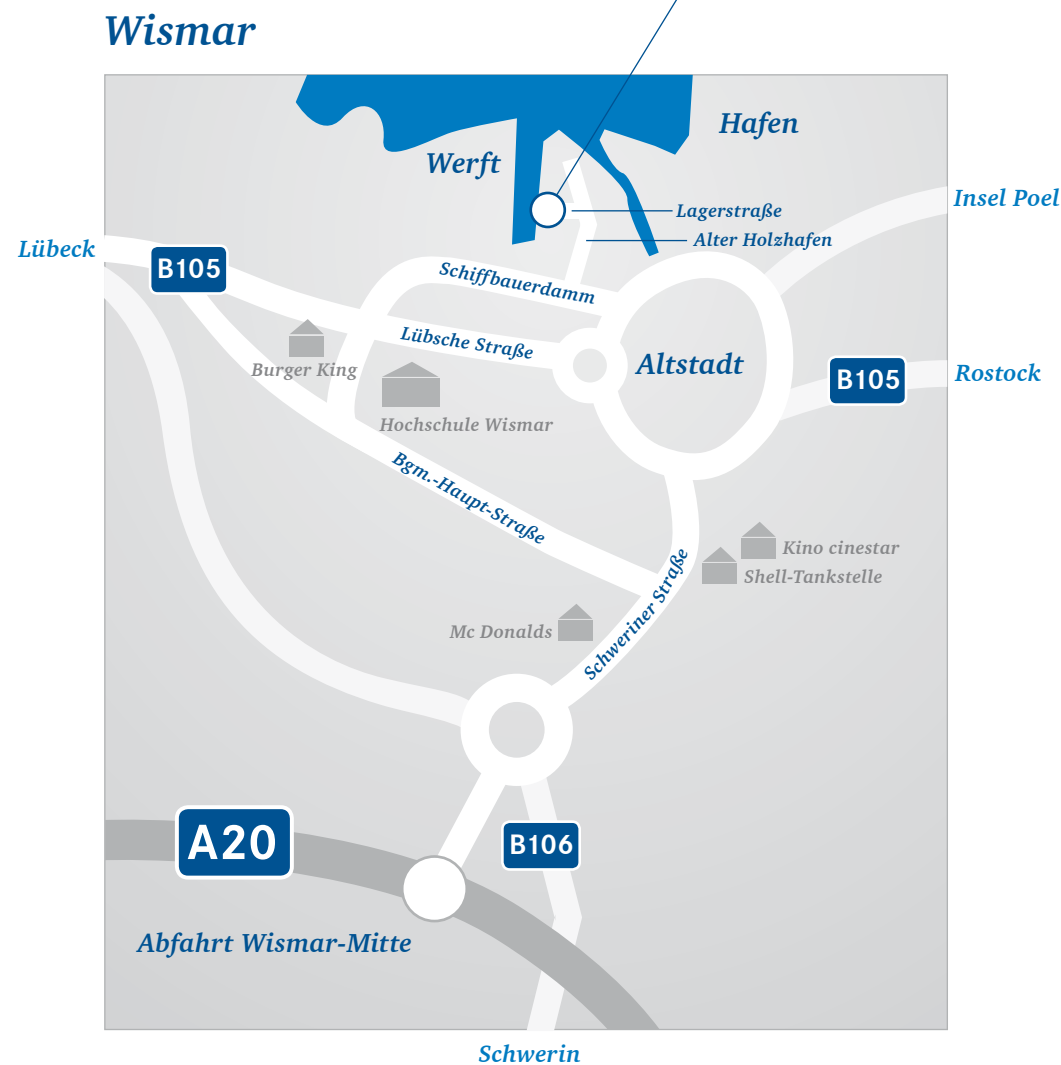 Wismar
Hafen
Werft
Insel Poel
Lagerstraße
Alter Holzhafen
Lübeck
B105
Schiffbauerdamm
Lübsche Straße
Burger King
Altstadt
B105
Rostock
Hochschule Wismar
Bgm.-Haupt-Straße
Kino cinestar
Shell-Tankstelle
Schweriner Straße
Mc Donalds
A20
B106
Abfahrt Wismar-Mitte
Schwerin